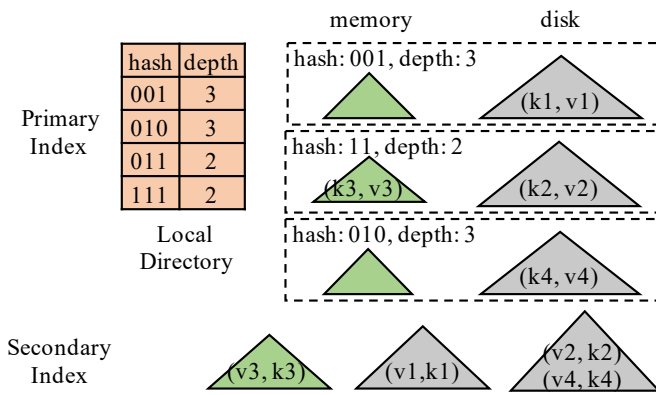 memory disk
hash depth
001 3
010 3
011 2
111 2
Primary
Index
Local
Directory
hash: 001, depth: 3
(k1, v1)
hash: 11, depth: 2
(k3, v3) (k2, v2)
hash: 010, depth: 3
(k4, v4)
Secondary
Index
(v3, k3) (v1,k1) (v2, k2)
(v4, k4)